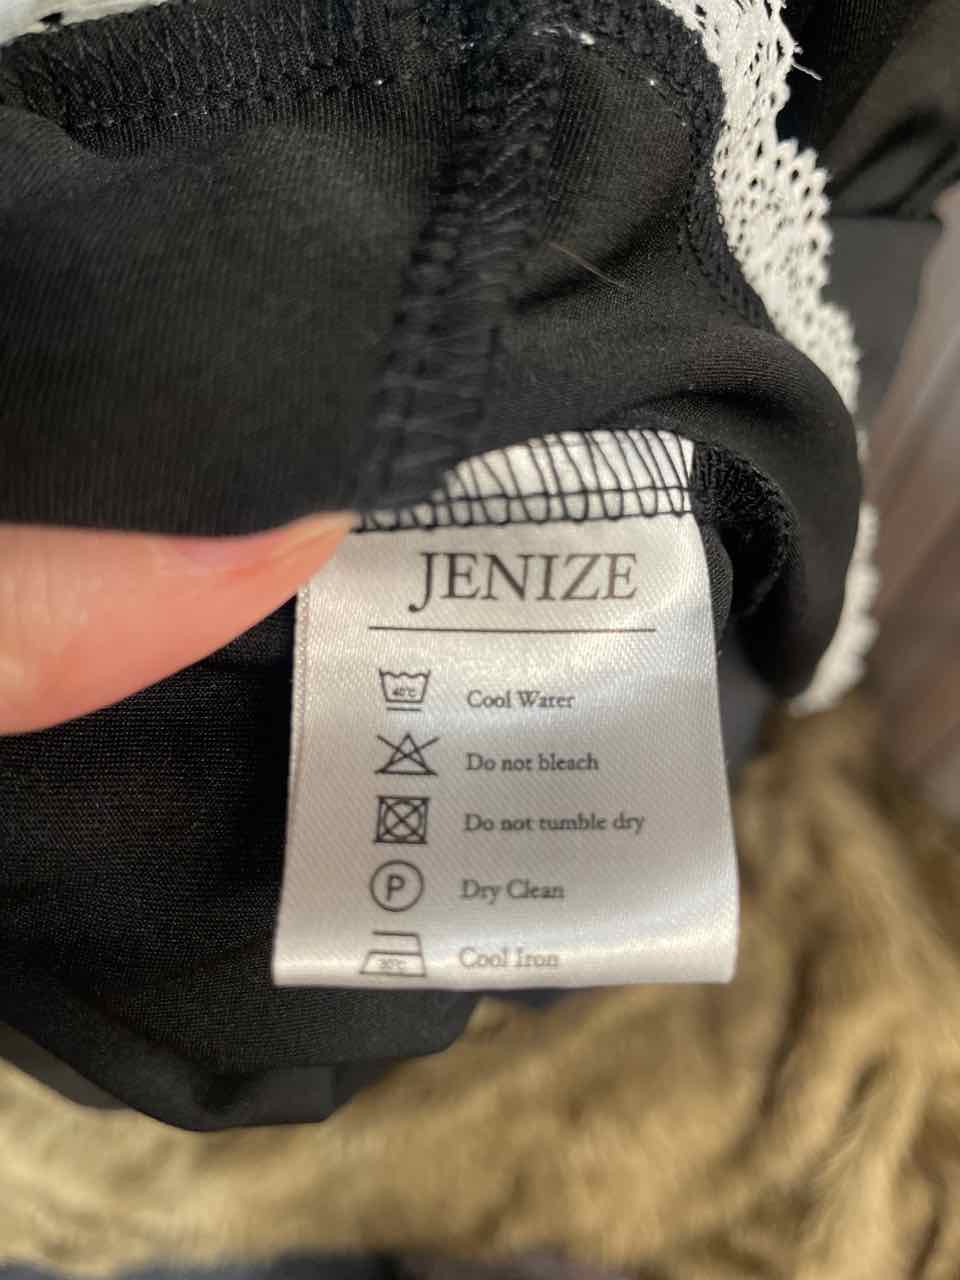 JENIZE
40°C Cool Water
Do not bleach
Do not tumble dry
P Dry Clean
Cool Iron